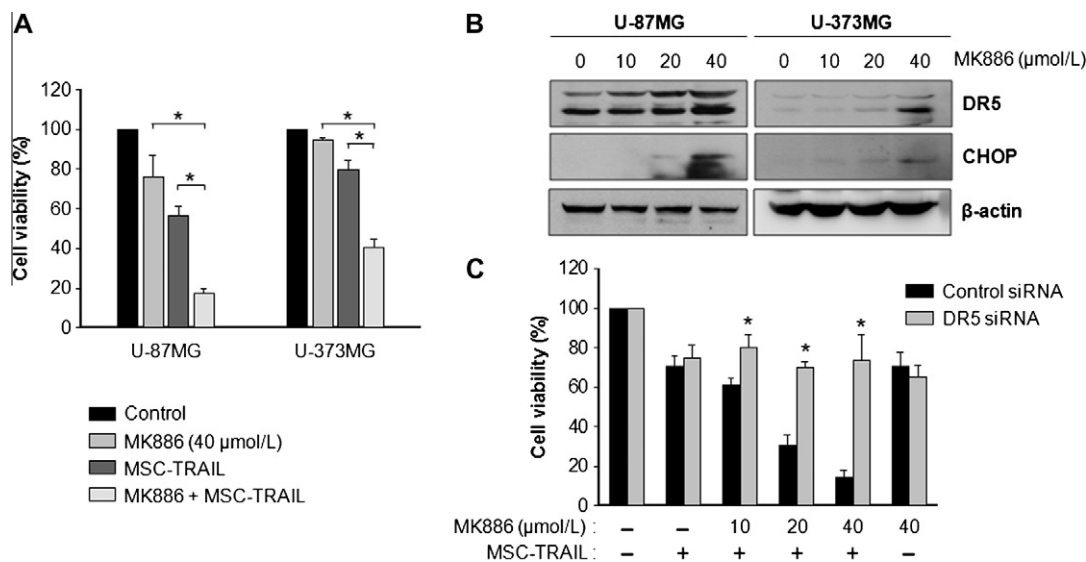 A
Cell viability (%)
120
100
80
60
40
20
0
*
*
*
*
U-87MG
U-373MG
Control
MK886 (40 μmol/L)
MSC-TRAIL
MK886 + MSC-TRAIL
B
U-87MG
U-373MG
0 10 20 40 0 10 20 40 MK886 (μmol/L)
DR5
CHOP
β-actin
C
Cell viability (%)
120
100
80
60
40
20
0
Control siRNA
DR5 siRNA
*
*
*
MK886 (μmol/L) : – – 10 20 40 40
MSC-TRAIL : – + + + + –